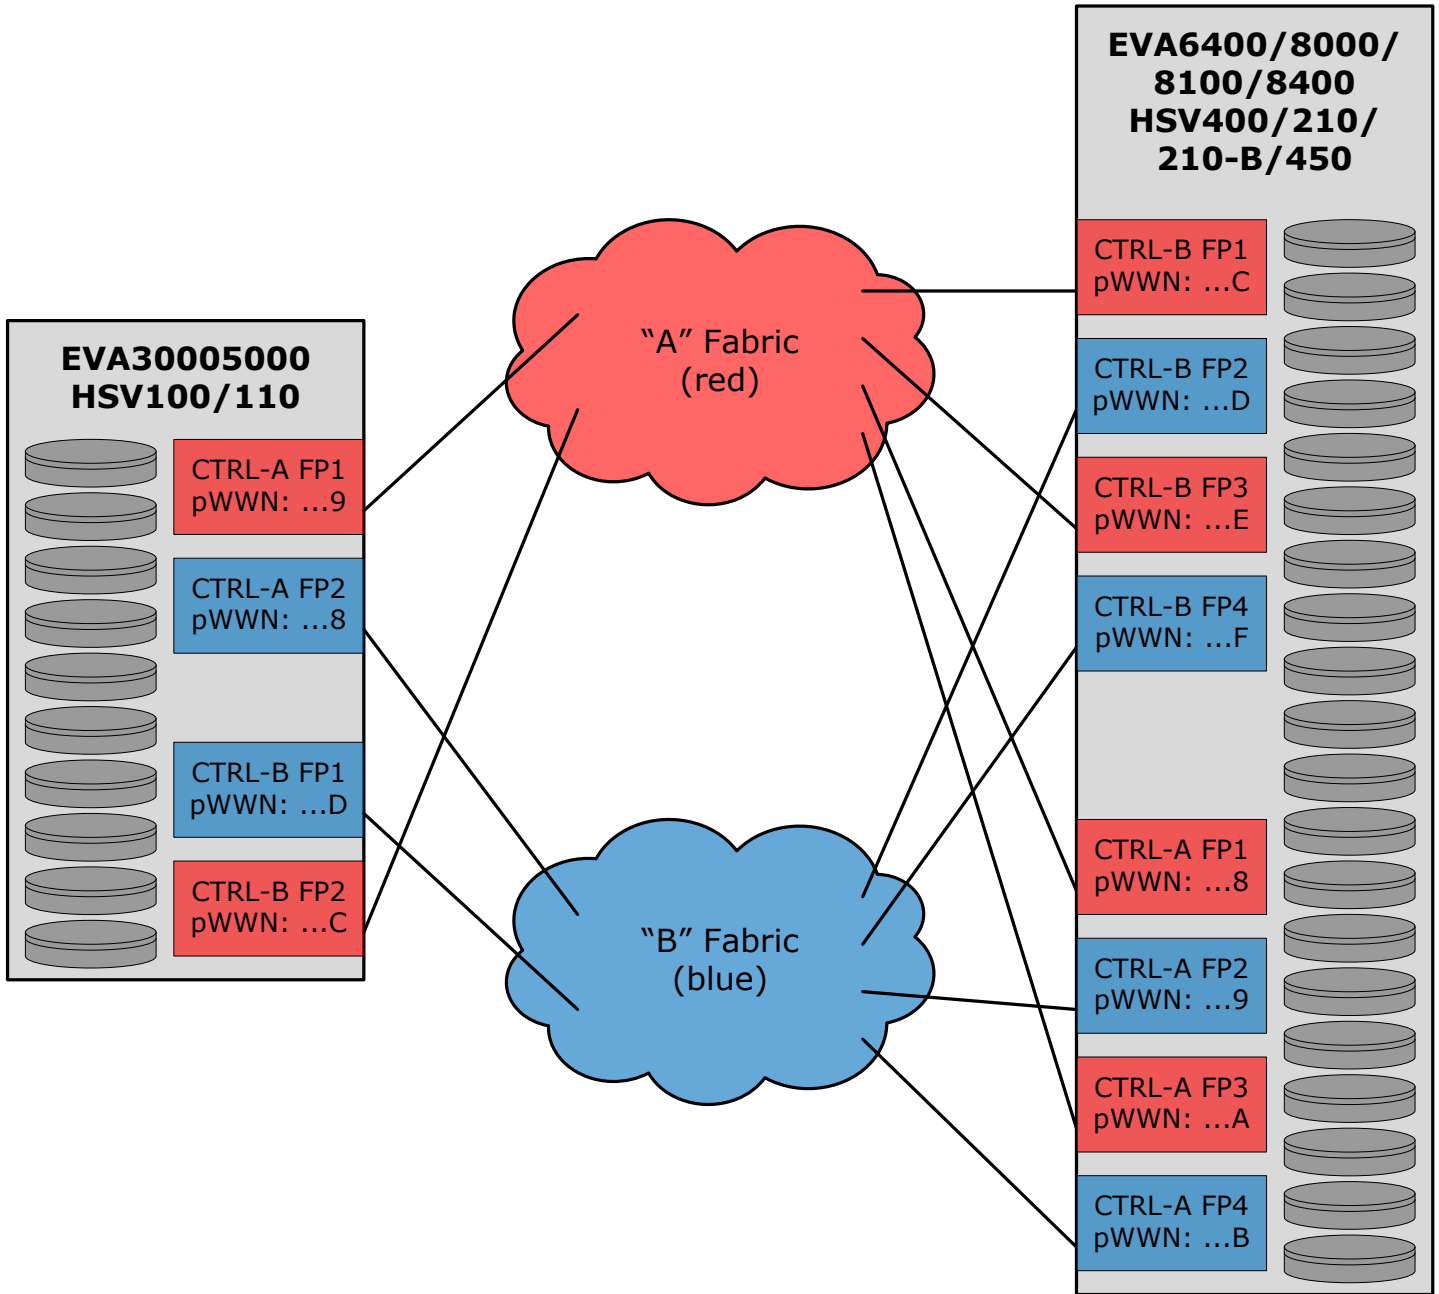 EVA30005000
HSV100/110
CTRL-A FP1
pWWN: ...9
CTRL-A FP2
pWWN: ...8
CTRL-B FP1
pWWN: ...D
CTRL-B FP2
pWWN: ...C
“A” Fabric
(red)
“B” Fabric
(blue)
EVA6400/8000/
8100/8400
HSV400/210/
210-B/450
CTRL-B FP1
pWWN: ...C
CTRL-B FP2
pWWN: ...D
CTRL-B FP3
pWWN: ...E
CTRL-B FP4
pWWN: ...F
CTRL-A FP1
pWWN: ...8
CTRL-A FP2
pWWN: ...9
CTRL-A FP3
pWWN: ...A
CTRL-A FP4
pWWN: ...B